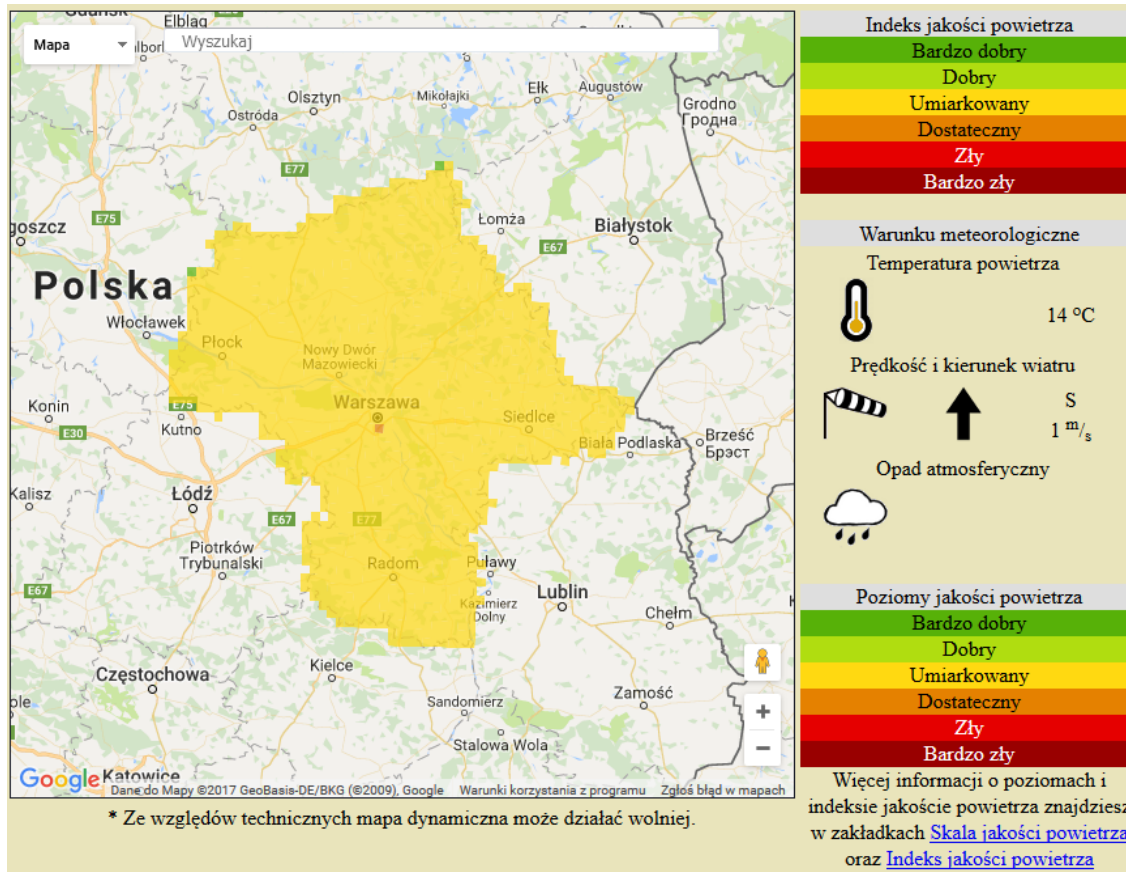 Gdańsk
Elbląg
Mapa
Wyszukaj
Olsztyn
Mikołajki
Ełk
Augustów
Ostróda
Grodno
Гродна
E77
Łomża
Białystok
E75
goszcz
E67
Polska
Włocławek
Płock
Nowy Dwór
Mazowiecki
Warszawa
Siedlce
Konin
E75
Kutno
E30
Biała Podlaska
Brześć
Брэст
Kalisz
Łódź
E67
E77
Piotrków
Trybunalski
Radom
Puławy
E67
Kazimierz
Dolny
Lublin
Chełm
Kielce
Częstochowa
Zamość
Sandomierz
Stalowa Wola
ole
Google
Katowice
Dane do Mapy ©2017 GeoBasis-DE/BKG (©2009), Google Warunki korzystania z programu Zgłoś błąd w mapach
* Ze względów technicznych mapa dynamiczna może działać wolniej.
Indeks jakości powietrza
Bardzo dobry
Dobry
Umiarkowany
Dostateczny
Zły
Bardzo zły
Warunku meteorologiczne
Temperatura powietrza
14 °C
Prędkość i kierunek wiatru
S
1 m/s
Opad atmosferyczny
Poziomy jakości powietrza
Bardzo dobry
Dobry
Umiarkowany
Dostateczny
Zły
Bardzo zły
Więcej informacji o poziomach i
indeksie jakoście powietrza znajdziesz
w zakładkach Skala jakości powietrza
oraz Indeks jakości powietrza